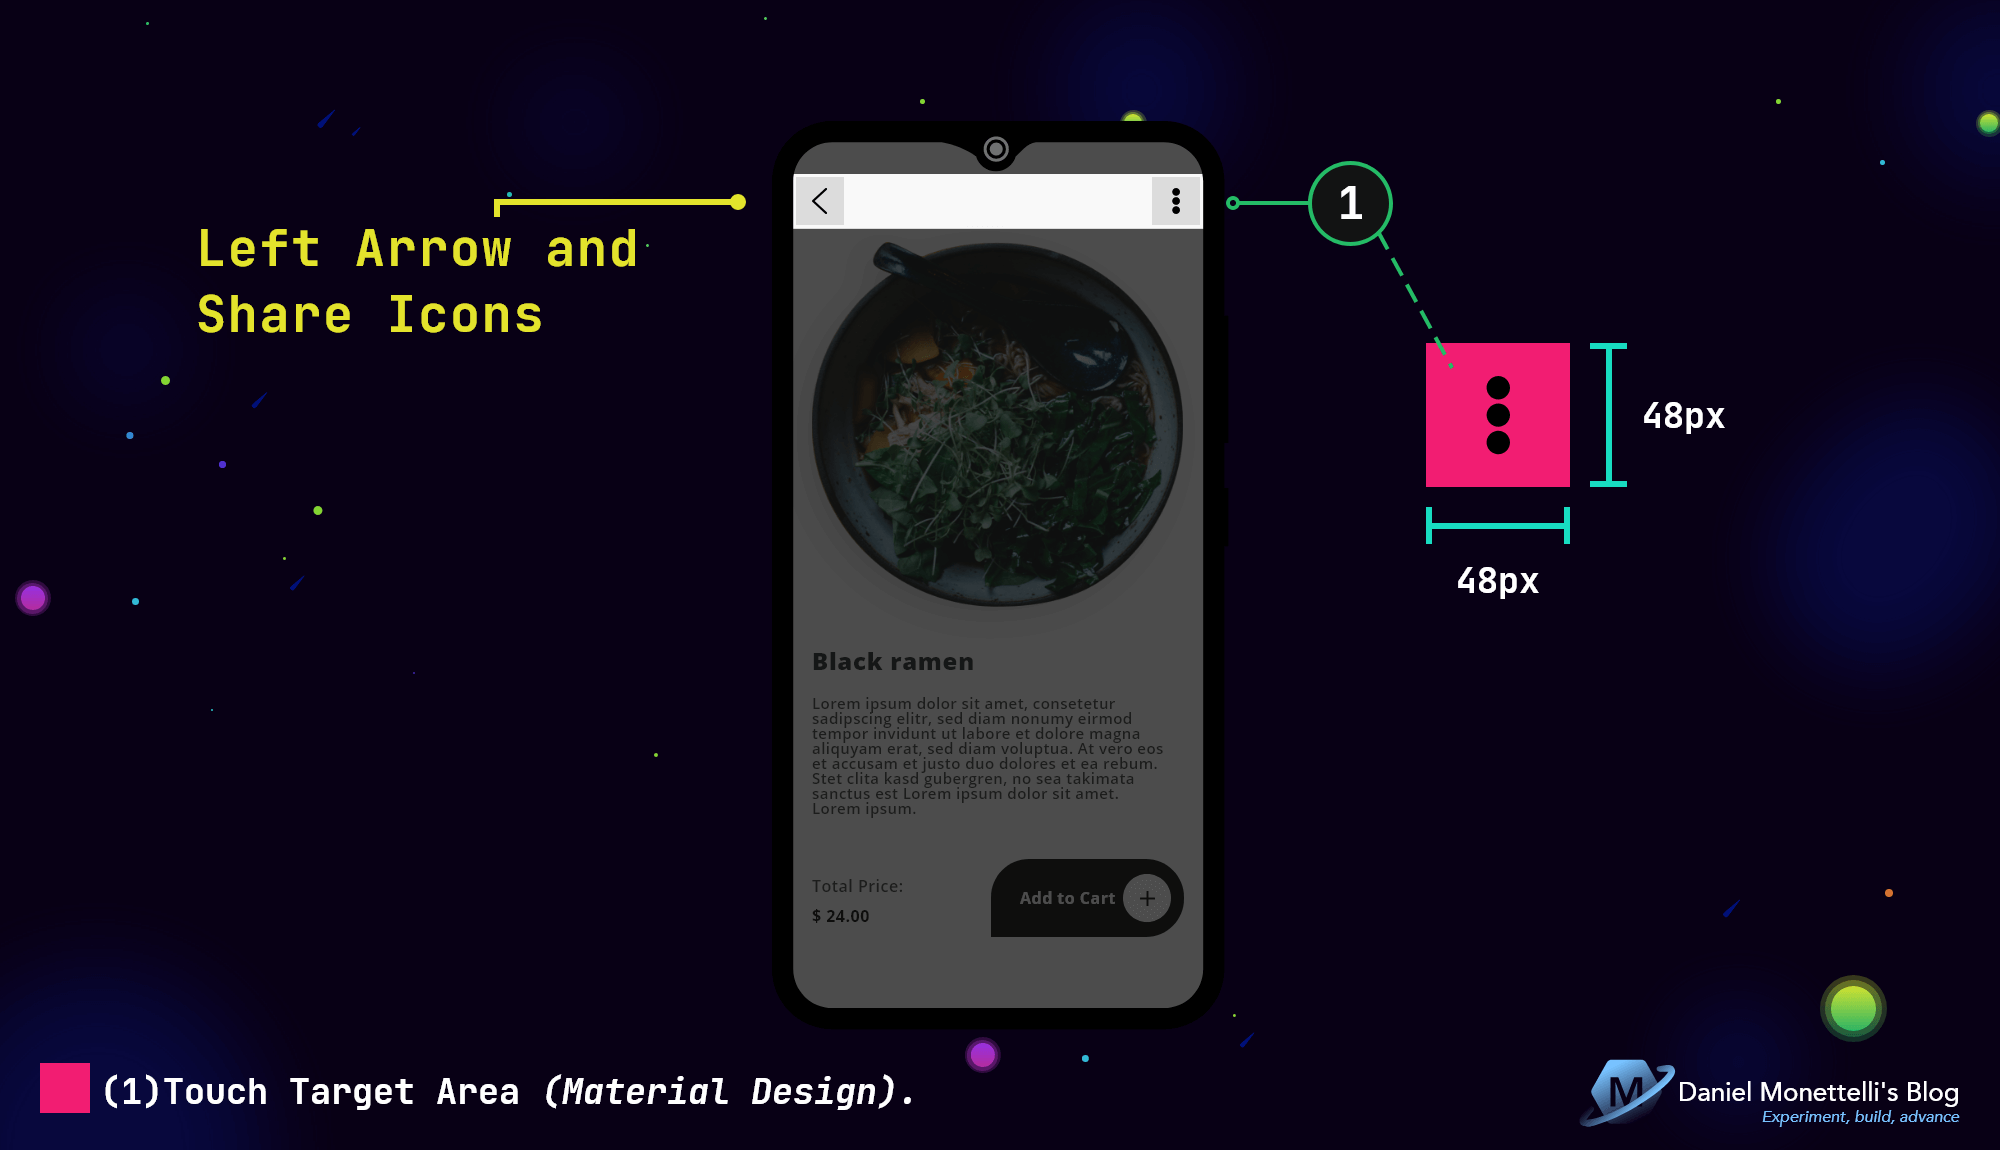 Left Arrow and
Share Icons
1
48px
48px
Black ramen
Lorem ipsum dolor sit amet, consetetur
sadipscing elitr, sed diam nonumy eirmod
tempor invidunt ut labore et dolore magna
aliquyam erat, sed diam voluptua. At vero eos
et accusam et justo duo dolores et ea rebum.
Stet clita kasd gubergren, no sea takimata
sanctus est Lorem ipsum dolor sit amet.
Lorem ipsum.
Total Price:
$ 24.00
Add to Cart +
(1)Touch Target Area (Material Design).
M
Daniel Monettelli's Blog
Experiment, build, advance